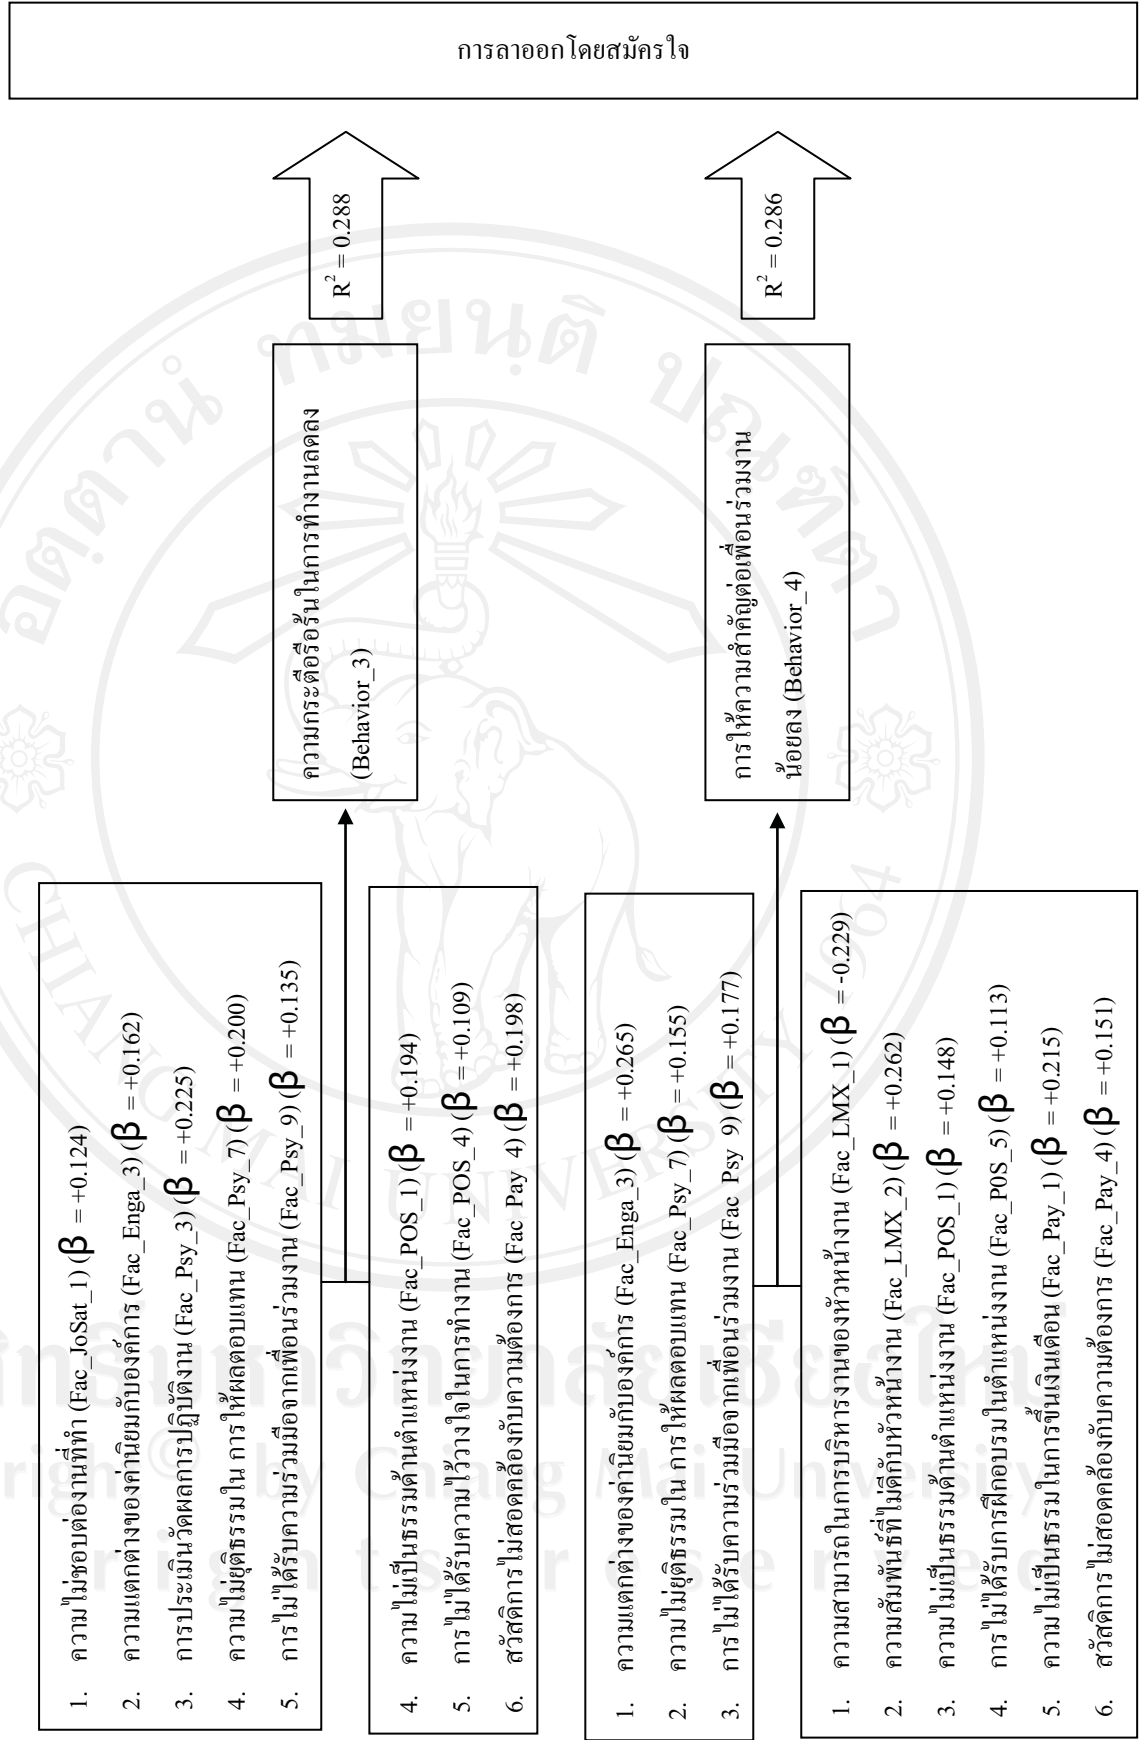 1. ความไม่ชอบต่องานที่ทำ (Fac_JoSat_1) (β = +0.124)
2. ความแตกต่างของค่านิยมกับองค์การ (Fac_Enga_3) (β = +0.162)
3. การประเมินวัดผลการปฏิบัติงาน (Fac_Psy_3) (β = +0.225)
4. ความไม่ยุติธรรมใน การให้ผลตอบแทน (Fac_Psy_7) (β = +0.200)
5. การไม่ได้รับความร่วมมือจากเพื่อนร่วมงาน (Fac_Psy_9) (β = +0.135)
4. ความไม่เป็นธรรมด้านตำแหน่งงาน (Fac_POS_1) (β = +0.194)
5. การไม่ได้รับความไว้วางใจในการทำงาน (Fac_POS_4) (β = +0.109)
6. สวัสดิการไม่สอดคล้องกับความต้องการ (Fac_Pay_4) (β = +0.198)
ความกระตือรือร้นในการทำงานลดลง
(Behavior_3)
R² = 0.288
1. ความแตกต่างของค่านิยมกับองค์การ (Fac_Enga_3) (β = +0.265)
2. ความไม่ยุติธรรมใน การให้ผลตอบแทน (Fac_Psy_7) (β = +0.155)
3. การไม่ได้รับความร่วมมือจากเพื่อนร่วมงาน (Fac_Psy_9) (β = +0.177)
1. ความสามารถในการบริหารงานของหัวหน้างาน (Fac_LMX_1) (β = -0.229)
2. ความสัมพันธ์ที่ไม่ดีกับหัวหน้างาน (Fac_LMX_2) (β = +0.262)
3. ความไม่เป็นธรรมด้านตำแหน่งงาน (Fac_POS_1) (β = +0.148)
4. การไม่ได้รับการฝึกอบรมในตำแหน่งงาน (Fac_P0S_5) (β = +0.113)
5. ความไม่เป็นธรรมในการขึ้นเงินเดือน (Fac_Pay_1) (β = +0.215)
6. สวัสดิการไม่สอดคล้องกับความต้องการ (Fac_Pay_4) (β = +0.151)
การให้ความสำคัญต่อเพื่อนร่วมงาน
น้อยลง (Behavior_4)
R² = 0.286
การลาออกโดยสมัครใจ
อตฺตานํ ทมยนฺติ ปณฺฑิตา
CHIANG MAI UNIVERSITY 1964
by Chiang Mai University